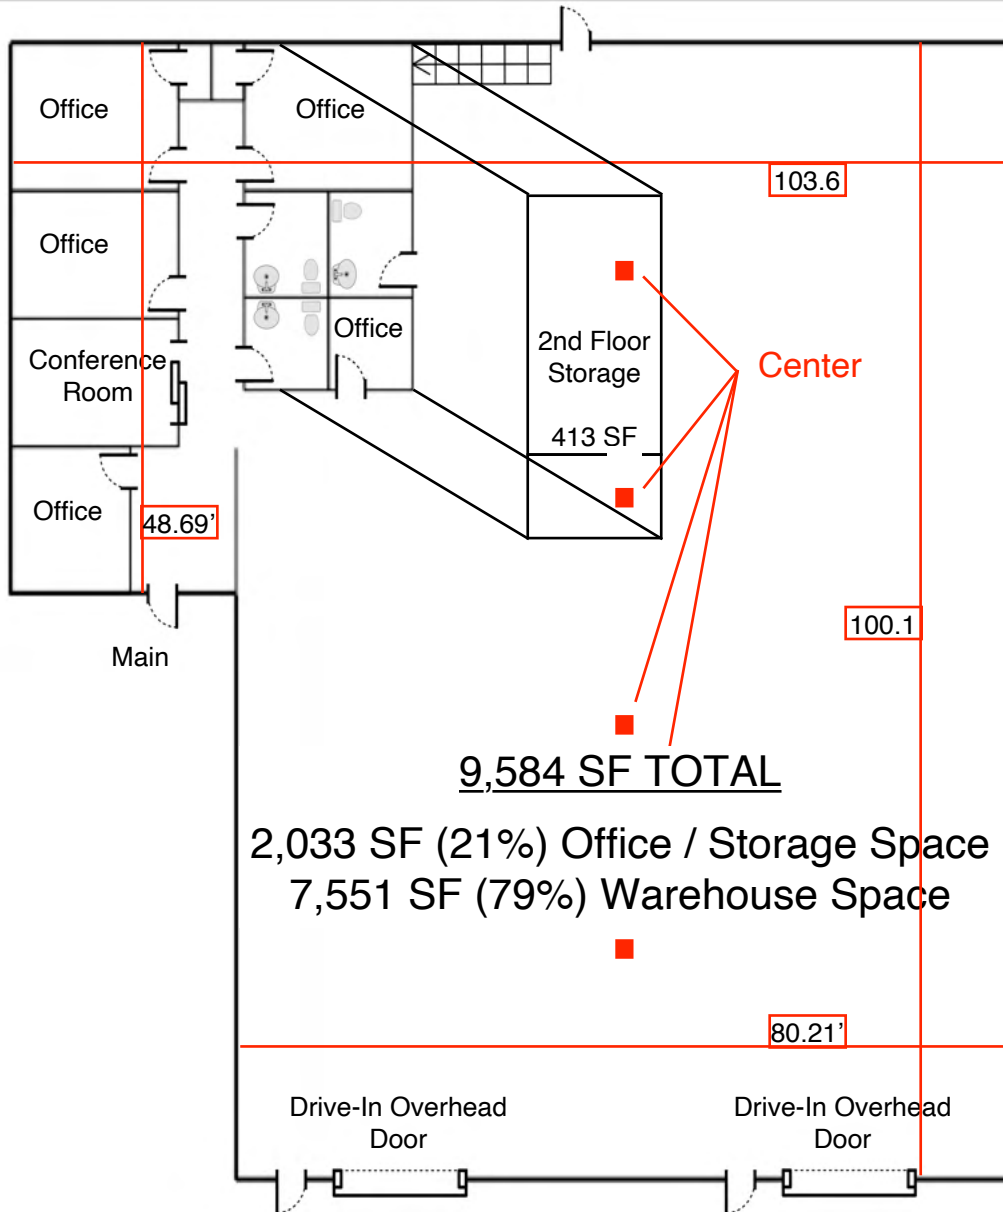 Office
Office
103.6
Office
Office
2nd Floor
Storage
Conference
Room
Center
413 SF
Office
48.69'
100.1
Main
9,584 SF TOTAL
2,033 SF (21%) Office / Storage Space
7,551 SF (79%) Warehouse Space
80.21'
Drive-In Overhead
Door
Drive-In Overhead
Door